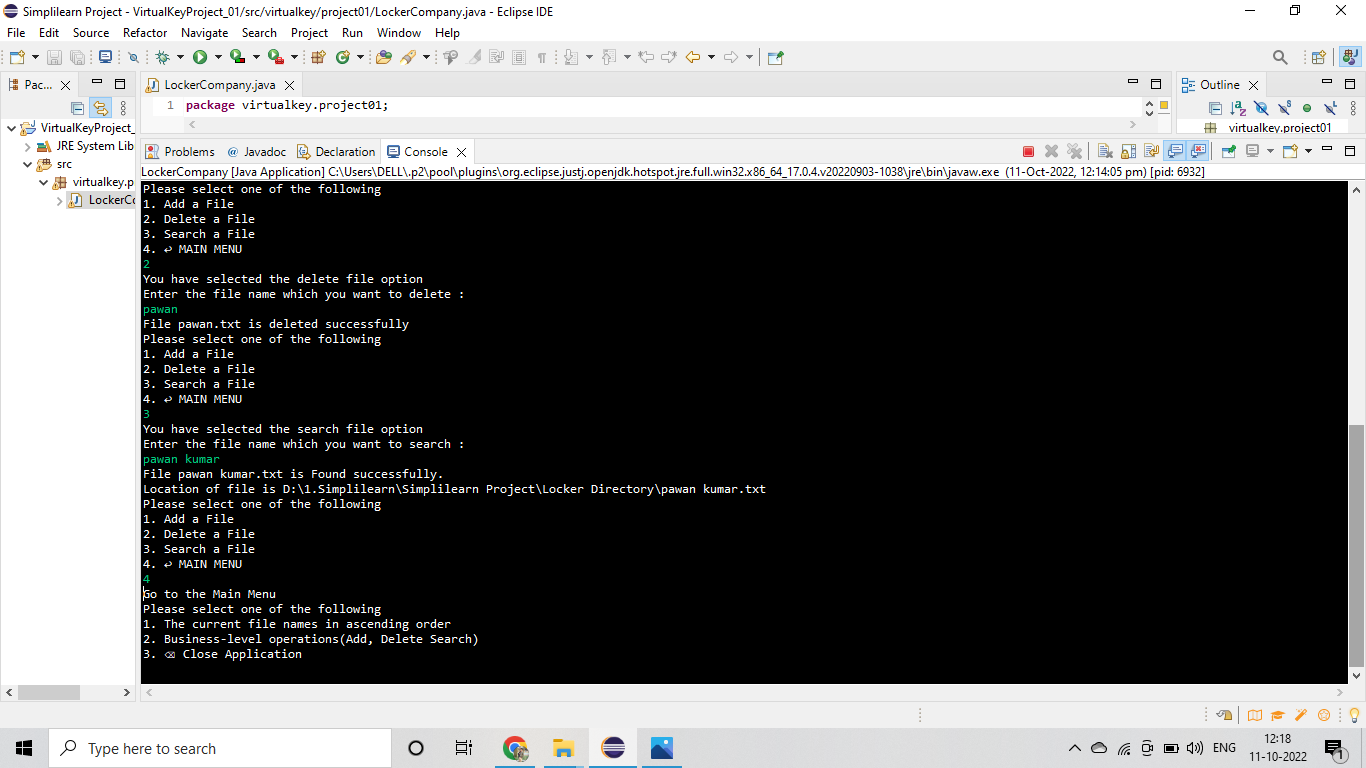 Simplilearn Project - VirtualKeyProject_01/src/virtualkey/project01/LockerCompany.java - Eclipse IDE
File Edit Source Refactor Navigate Search Project Run Window Help
Pac...
LockerCompany.java
Outline
1 package virtualkey.project01;
virtualkey.project01
VirtualKeyProject_
JRE System Lib
src
virtualkey.p
LockerCo
Problems @ Javadoc Declaration Console
LockerCompany [Java Application] C:\Users\DELL\.p2\pool\plugins\org.eclipse.justj.openjdk.hotspot.jre.full.win32.x86_64_17.0.4.v20220903-1038\jre\bin\javaw.exe (11-Oct-2022, 12:14:05 pm) [pid: 6932]
Please select one of the following
1. Add a File
2. Delete a File
3. Search a File
4. ↩ MAIN MENU
2
You have selected the delete file option
Enter the file name which you want to delete :
pawan
File pawan.txt is deleted successfully
Please select one of the following
1. Add a File
2. Delete a File
3. Search a File
4. ↩ MAIN MENU
3
You have selected the search file option
Enter the file name which you want to search :
pawan kumar
File pawan kumar.txt is Found successfully.
Location of file is D:\1.Simplilearn\Simplilearn Project\Locker Directory\pawan kumar.txt
Please select one of the following
1. Add a File
2. Delete a File
3. Search a File
4. ↩ MAIN MENU
4
Go to the Main Menu
Please select one of the following
1. The current file names in ascending order
2. Business-level operations(Add, Delete Search)
3. ⌫ Close Application
Type here to search
ENG
12:18
11-10-2022
1